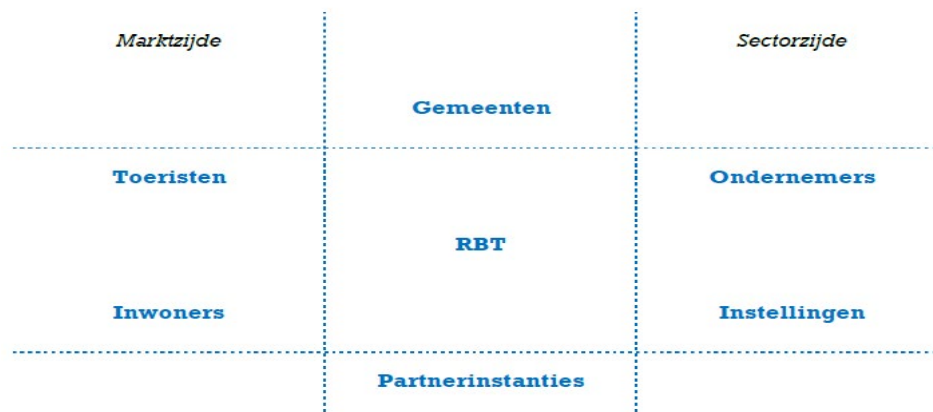 Marktzijde Sectorzijde
Gemeenten
Toeristen Ondernemers
RBT
Inwoners Instellingen
Partnerinstanties